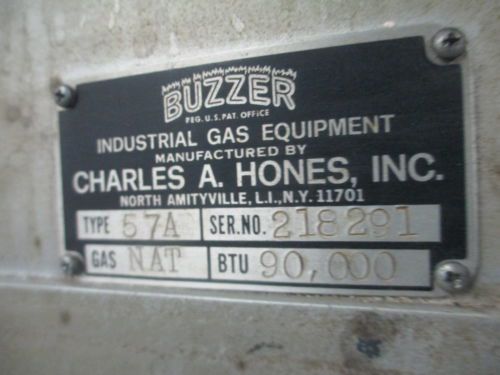 BUZZER
REG. U.S. PAT. OFFICE
INDUSTRIAL GAS EQUIPMENT
MANUFACTURED BY
CHARLES A. HONES, INC.
NORTH AMITYVILLE, L.I., N.Y. 11701
TYPE 57A SER.NO. 218291
GAS NAT BTU 90,000